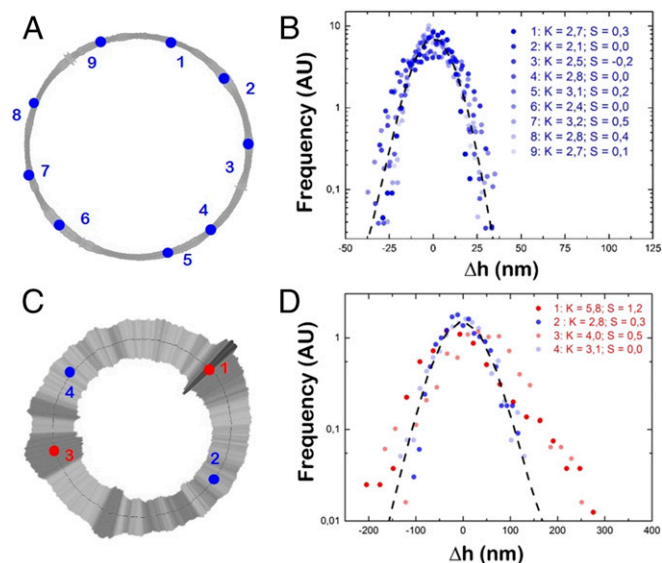 A
1
2
3
4
5
6
7
8
9
B
Frequency (AU)
10
1
0,1
-50
-25
0
25
50
75
100
125
Δh (nm)
1: K = 2,7; S = 0,3
2: K = 2,1; S = 0,0
3: K = 2,5; S = -0,2
4: K = 2,8; S = 0,0
5: K = 3,1; S = 0,2
6: K = 2,4; S = 0,0
7: K = 3,2; S = 0,5
8: K = 2,8; S = 0,4
9: K = 2,7; S = 0,1
C
1
2
3
4
D
Frequency (AU)
1
0,1
0,01
-200
-100
0
100
200
300
400
Δh (nm)
1: K = 5,8; S = 1,2
2 : K = 2,8; S = 0,3
3: K = 4,0; S = 0,5
4: K = 3,1; S = 0,0